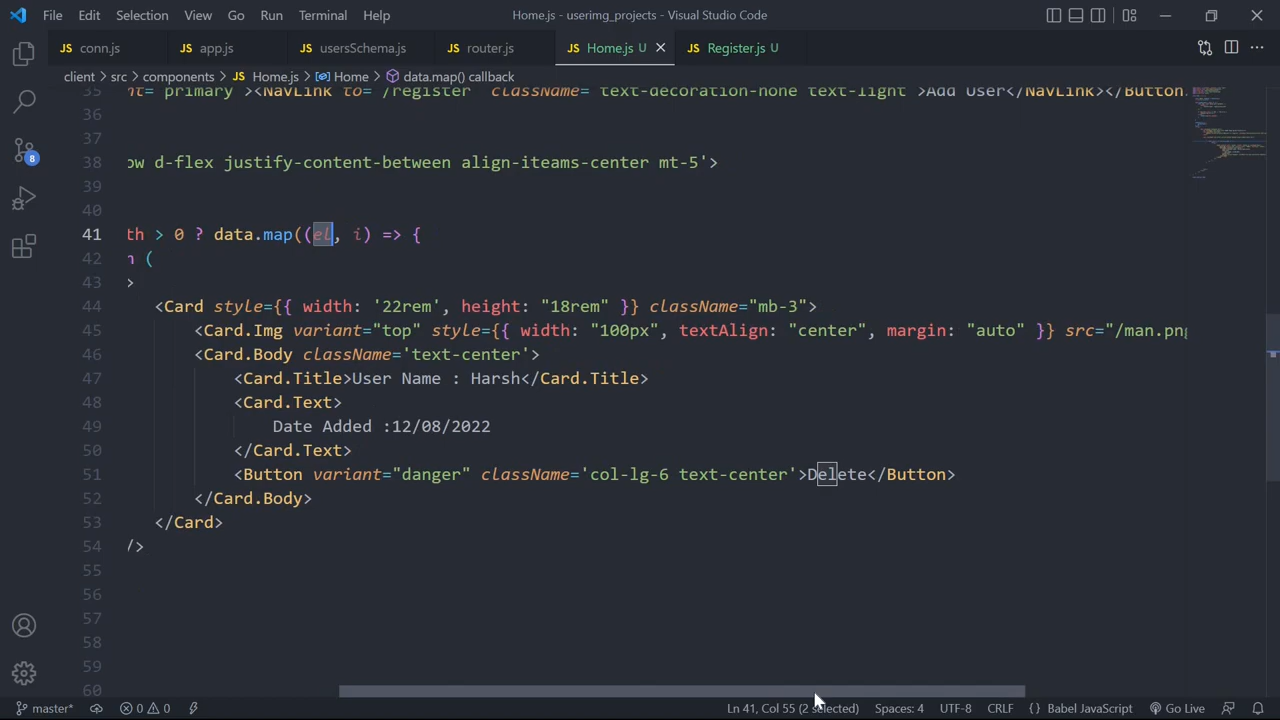 File Edit Selection View Go Run Terminal Help Home.js - userimg_projects - Visual Studio Code
JS conn.js JS app.js JS usersSchema.js JS router.js JS Home.js U JS Register.js U
client > src > components > JS Home.js > Home > data.map() callback
35 nt="primary"><NavLink to="/register" className="text-decoration-none text-light">Add User</NavLink></Button
36
37
38 ow d-flex justify-content-between align-iteams-center mt-5'>
39
40
41 th > 0 ? data.map((el, i) => {
42 n (
43 >
44 <Card style={{ width: '22rem', height: "18rem" }} className="mb-3">
45 <Card.Img variant="top" style={{ width: "100px", textAlign: "center", margin: "auto" }} src="/man.png
46 <Card.Body className='text-center'>
47 <Card.Title>User Name : Harsh</Card.Title>
48 <Card.Text>
49 Date Added :12/08/2022
50 </Card.Text>
51 <Button variant="danger" className='col-lg-6 text-center'>Delete</Button>
52 </Card.Body>
53 </Card>
54 />
55
56
57
58
59
60
8
master* 0 0 Ln 41, Col 55 (2 selected) Spaces: 4 UTF-8 CRLF {} Babel JavaScript Go Live